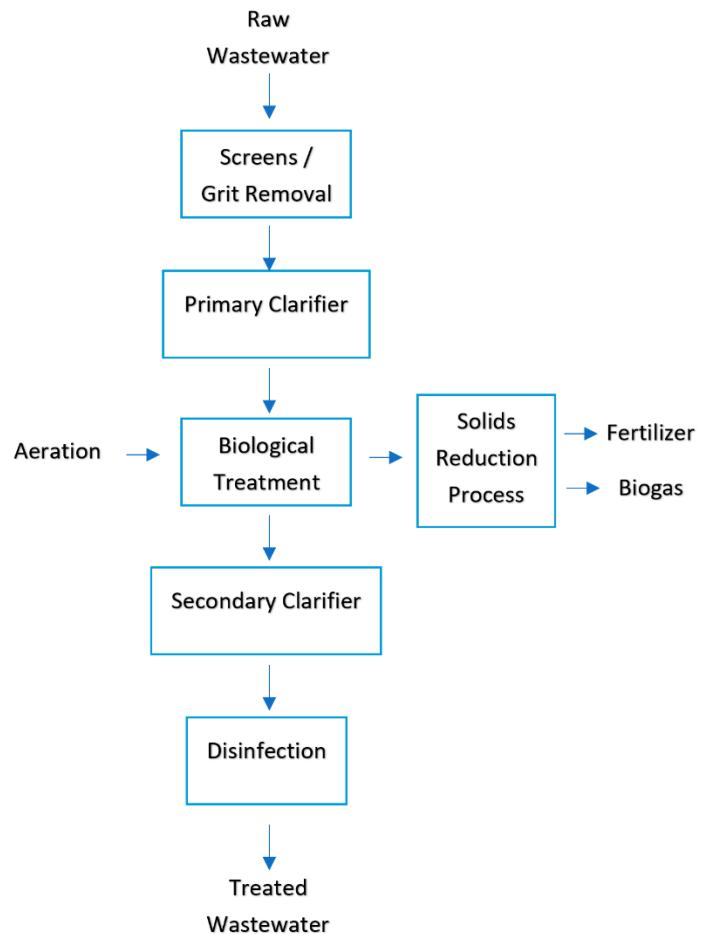 Raw
Wastewater
Screens /
Grit Removal
Primary Clarifier
Aeration
Biological
Treatment
Solids
Reduction
Process
Fertilizer
Biogas
Secondary Clarifier
Disinfection
Treated
Wastewater